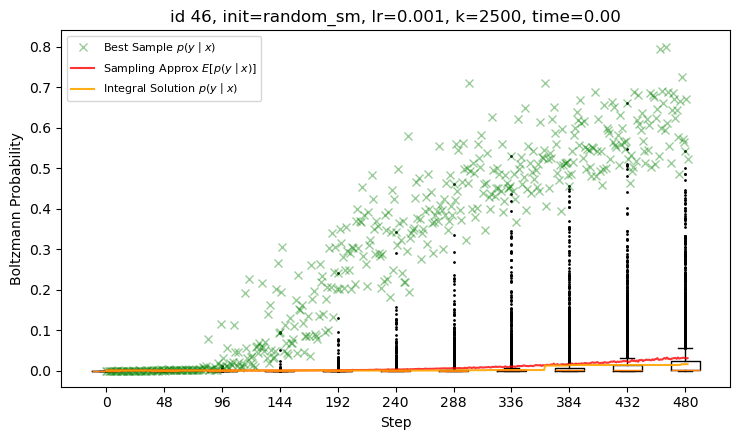 id 46, init=random_sm, lr=0.001, k=2500, time=0.00
Best Sample p(y | x)
Sampling Approx E[p(y | x)]
Integral Solution p(y | x)
Boltzmann Probability
0.8
0.7
0.6
0.5
0.4
0.3
0.2
0.1
0.0
0 48 96 144 192 240 288 336 384 432 480
Step